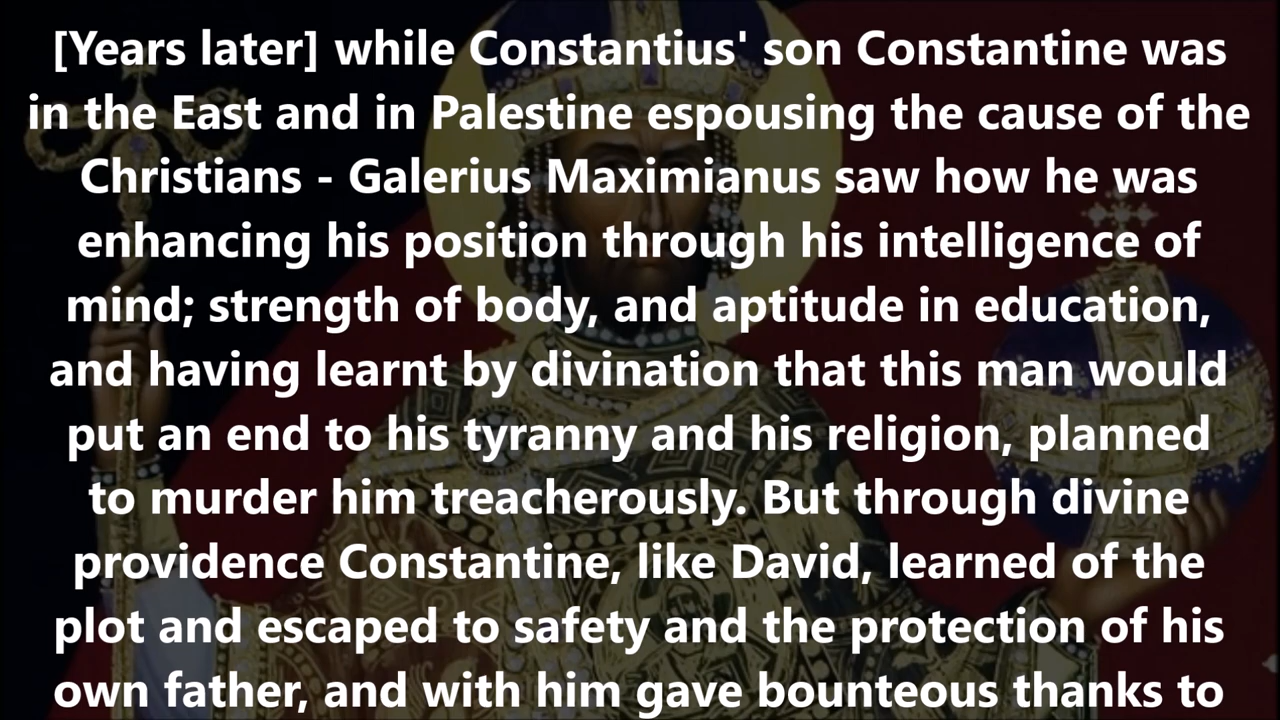 [Years later] while Constantius' son Constantine was
in the East and in Palestine espousing the cause of the
Christians - Galerius Maximianus saw how he was
enhancing his position through his intelligence of
mind; strength of body, and aptitude in education,
and having learnt by divination that this man would
put an end to his tyranny and his religion, planned
to murder him treacherously. But through divine
providence Constantine, like David, learned of the
plot and escaped to safety and the protection of his
own father, and with him gave bounteous thanks to